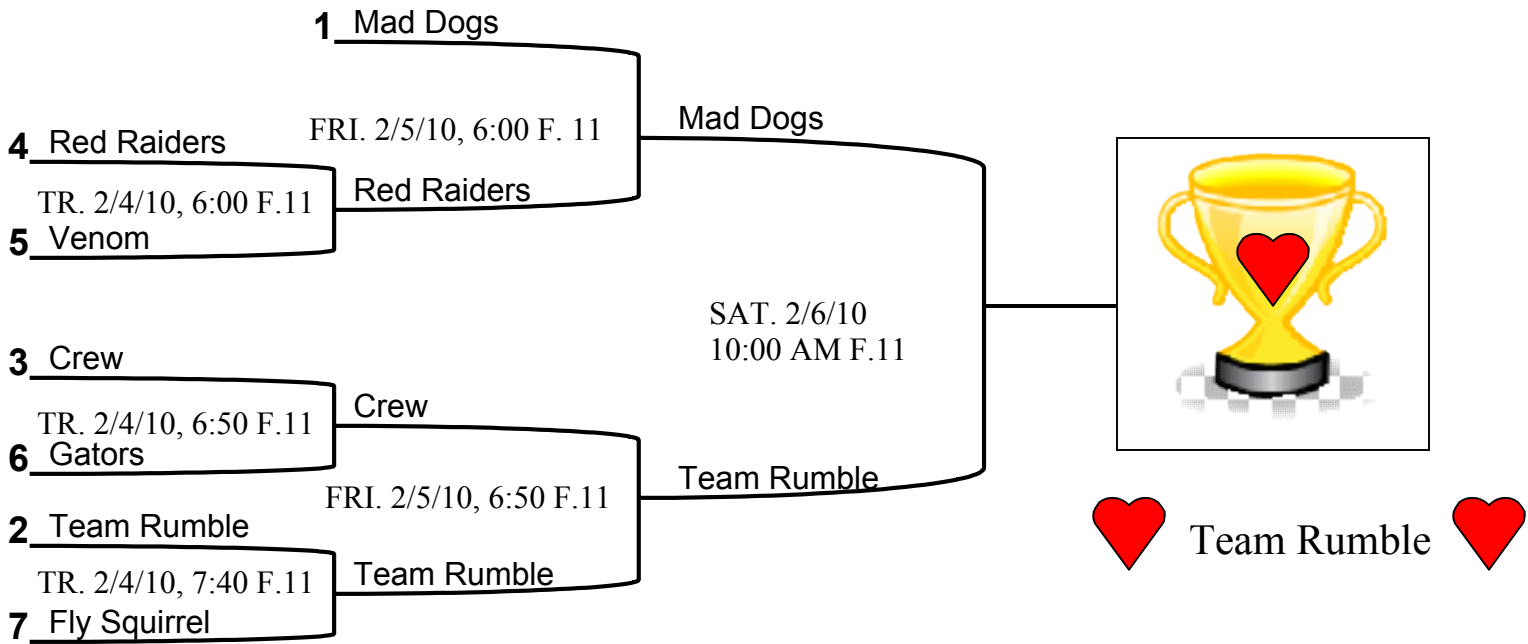 1 Mad Dogs
FRI. 2/5/10, 6:00 F. 11
Mad Dogs
4 Red Raiders
TR. 2/4/10, 6:00 F.11
Red Raiders
5 Venom
SAT. 2/6/10
10:00 AM F.11
3 Crew
TR. 2/4/10, 6:50 F.11
Crew
6 Gators
FRI. 2/5/10, 6:50 F.11
Team Rumble
2 Team Rumble
TR. 2/4/10, 7:40 F.11
Team Rumble
7 Fly Squirrel
Team Rumble